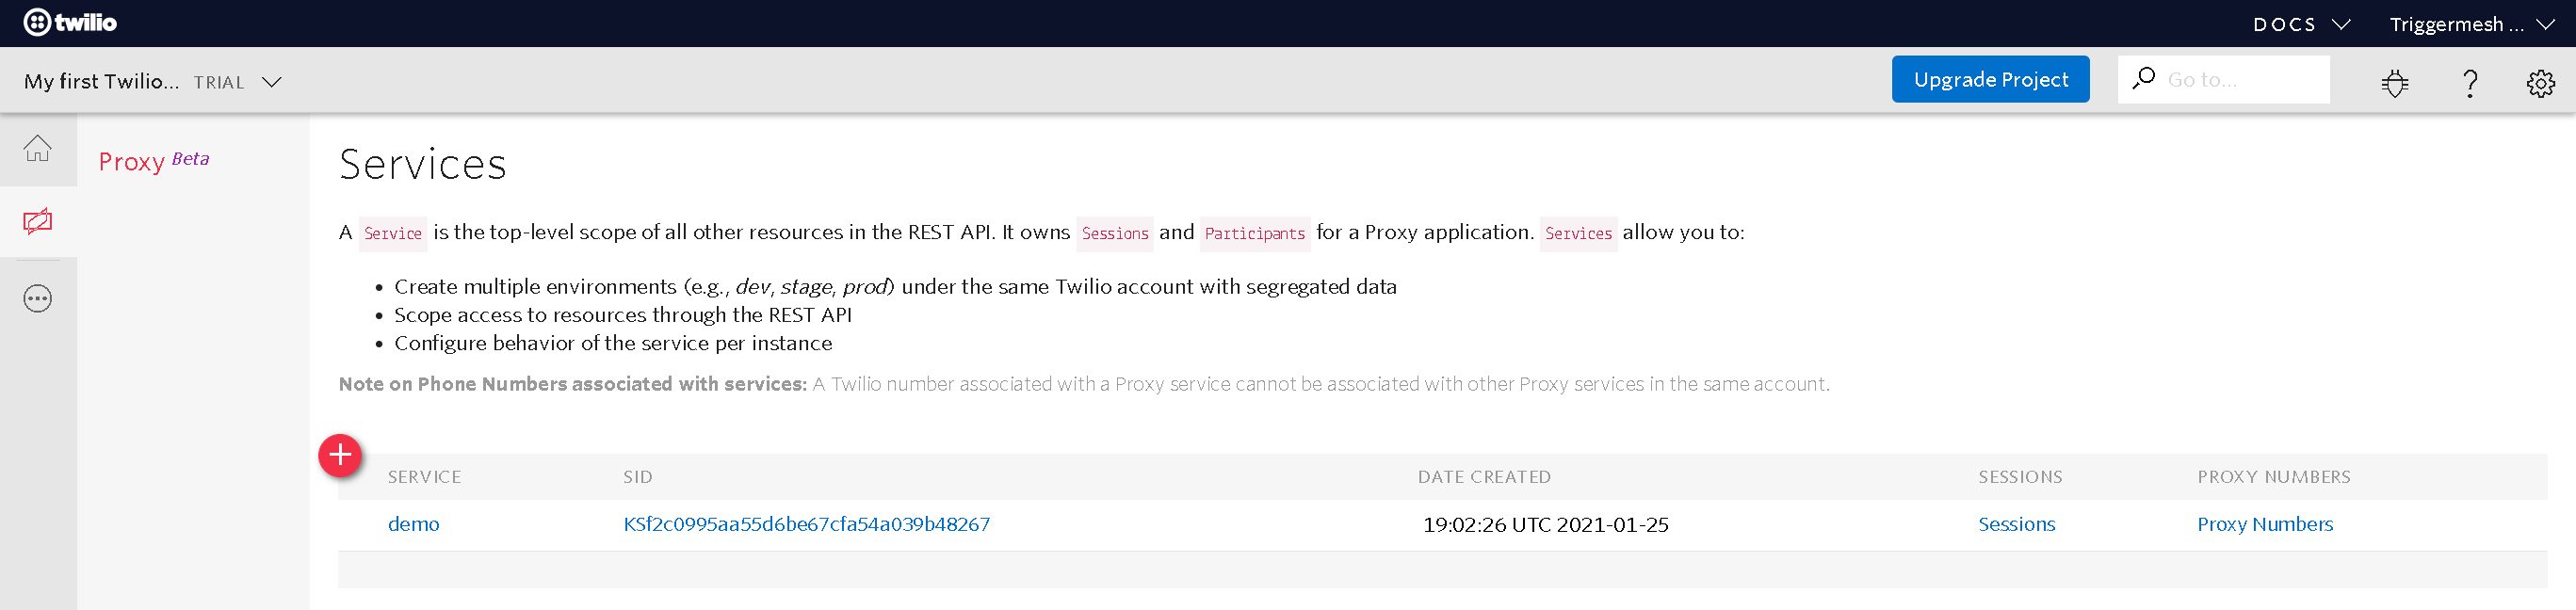 twilio DOCS Triggermesh ...
My first Twilio... TRIAL Upgrade Project Go to...
Proxy Beta
Services
A Service is the top-level scope of all other resources in the REST API. It owns Sessions and Participants for a Proxy application. Services allow you to:
• Create multiple environments (e.g., dev, stage, prod) under the same Twilio account with segregated data
• Scope access to resources through the REST API
• Configure behavior of the service per instance
Note on Phone Numbers associated with services: A Twilio number associated with a Proxy service cannot be associated with other Proxy services in the same account.
SERVICE SID DATE CREATED SESSIONS PROXY NUMBERS
demo KSf2c0995aa55d6be67cfa54a039b48267 19:02:26 UTC 2021-01-25 Sessions Proxy Numbers